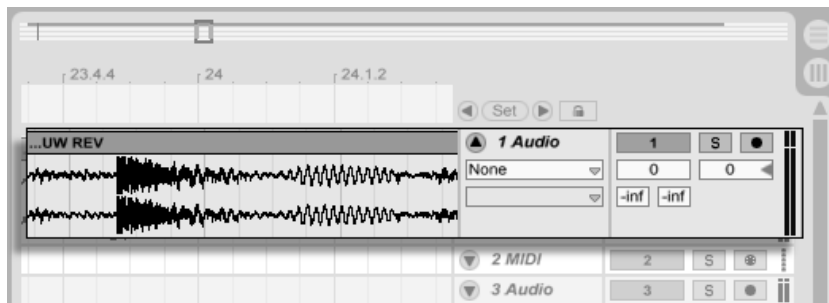 23.4.4 24 24.1.2
Set
...UW REV 1 Audio 1 S
None 0 0
-inf -inf
2 MIDI 2 S
3 Audio 3 S